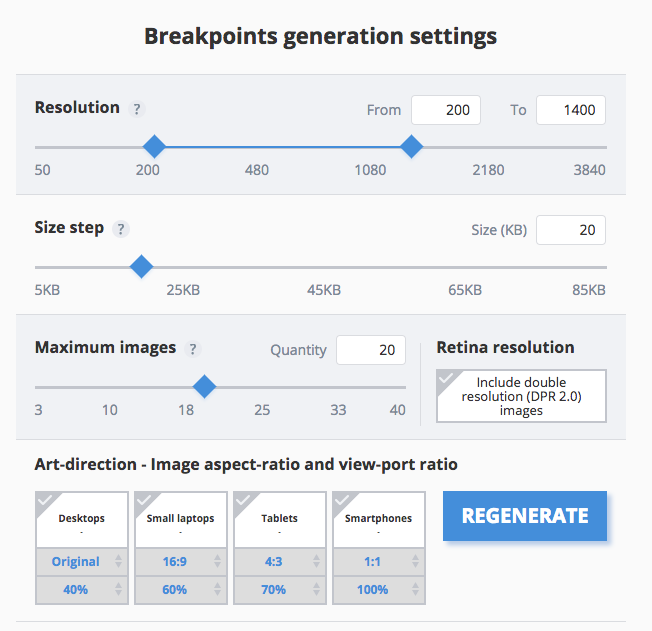 Breakpoints generation settings
Resolution ? From 200 To 1400
50 200 480 1080 2180 3840
Size step ? Size (KB) 20
5KB 25KB 45KB 65KB 85KB
Maximum images ? Quantity 20
3 10 18 25 33 40
Retina resolution
Include double
resolution (DPR 2.0)
images
Art-direction - Image aspect-ratio and view-port ratio
Desktops Small laptops Tablets Smartphones
- - - -
Original 16:9 4:3 1:1
40% 60% 70% 100%
REGENERATE